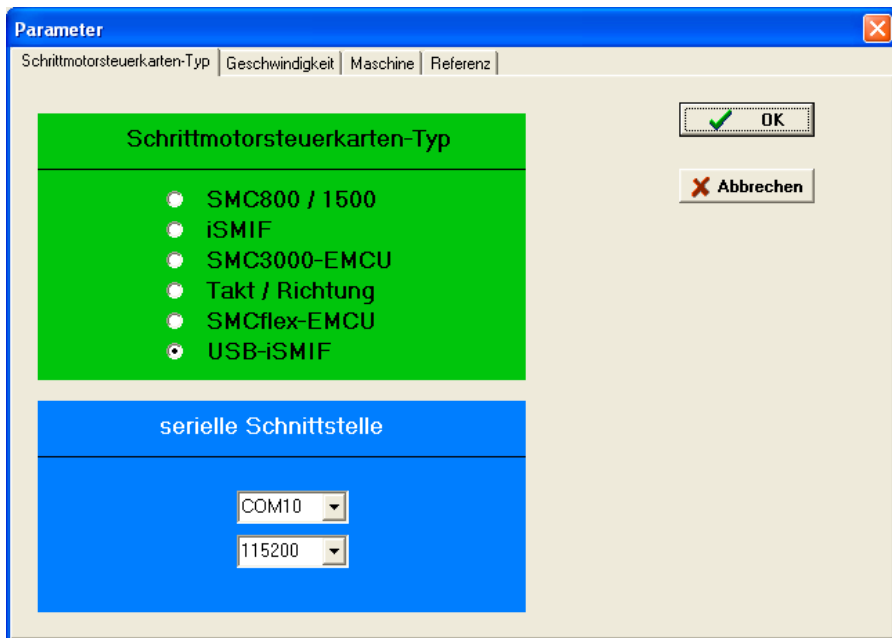 Parameter
Schrittmotorsteuerkarten-Typ Geschwindigkeit Maschine Referenz
Schrittmotorsteuerkarten-Typ
SMC800 / 1500
iSMIF
SMC3000-EMCU
Takt / Richtung
SMCflex-EMCU
USB-iSMIF
OK
Abbrechen
serielle Schnittstelle
COM10
115200